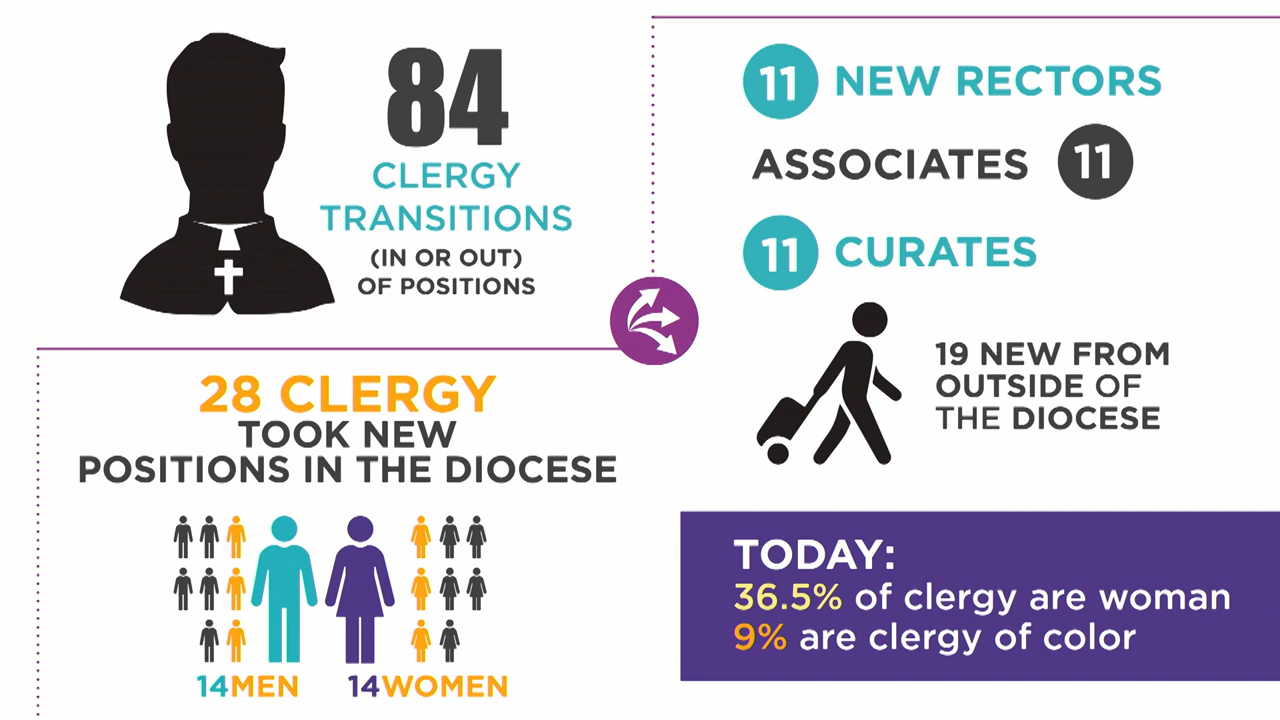 84
CLERGY
TRANSITIONS
(IN OR OUT)
OF POSITIONS
11 NEW RECTORS
ASSOCIATES 11
11 CURATES
19 NEW FROM
OUTSIDE OF
THE DIOCESE
28 CLERGY
TOOK NEW
POSITIONS IN THE DIOCESE
14MEN 14WOMEN
TODAY:
36.5% of clergy are woman
9% are clergy of color